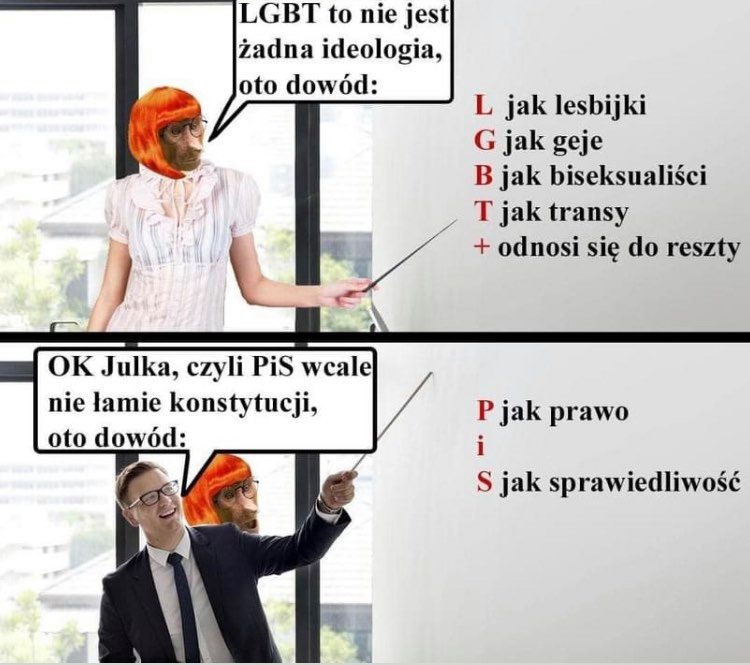 LGBT to nie jest
żadna ideologia,
oto dowód:
L jak lesbijki
G jak geje
B jak biseksualiści
T jak transy
+ odnosi się do reszty
OK Julka, czyli PiS wcale
nie łamie konstytucji,
oto dowód:
P jak prawo
i
S jak sprawiedliwość